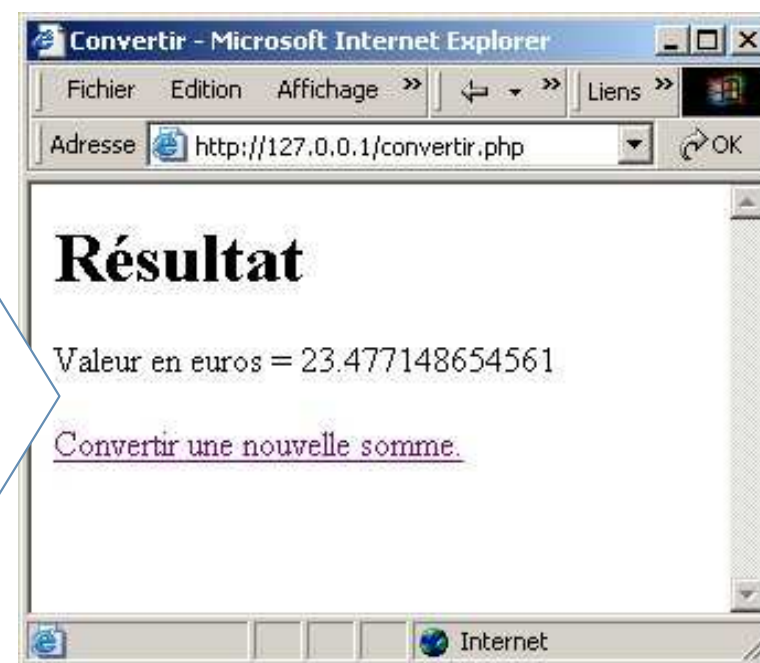 Convertir - Microsoft Internet Explorer
Fichier Edition Affichage » » Liens »
Adresse http://127.0.0.1/convertir.php OK
Résultat
Valeur en euros = 23.477148654561
Convertir une nouvelle somme.
Internet